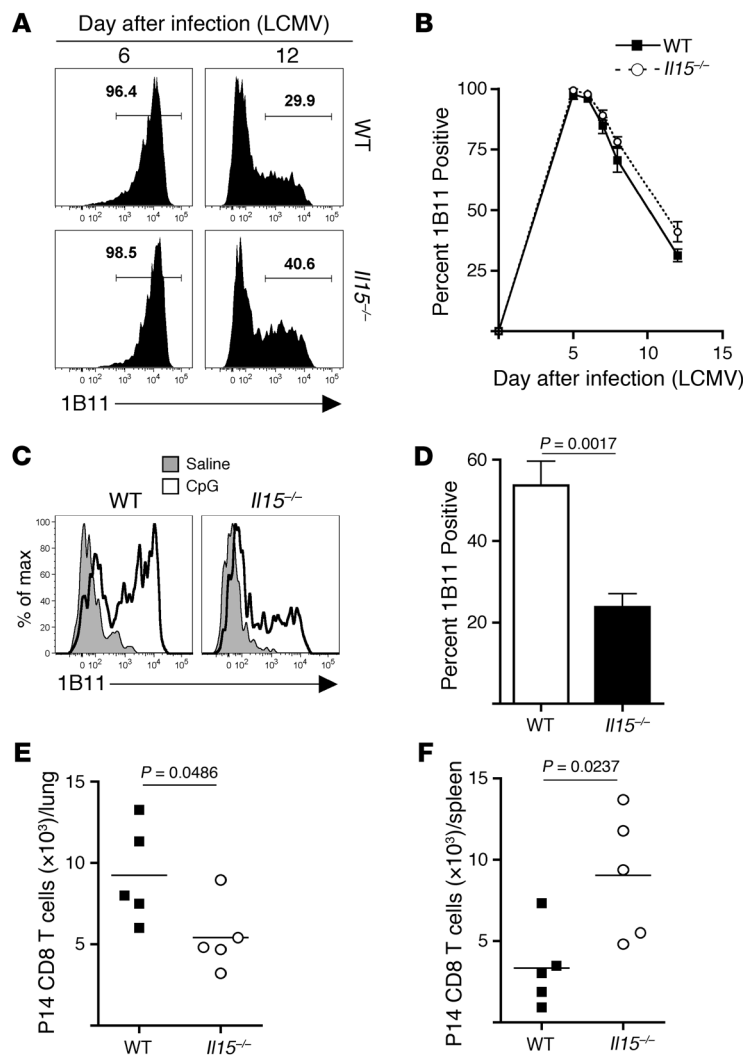 A
Day after infection (LCMV)
6
12
96.4
29.9
WT
98.5
40.6
Il15–/–
0 10² 10³ 10⁴ 10⁵
0 10² 10³ 10⁴ 10⁵
0 10² 10³ 10⁴ 10⁵
0 10² 10³ 10⁴ 10⁵
1B11
B
WT
Il15–/–
Percent 1B11 Positive
100
75
50
25
5
10
15
Day after infection (LCMV)
C
Saline
CpG
WT
Il15–/–
% of max
100
80
60
40
20
0
0 10² 10³ 10⁴ 10⁵
0 10² 10³ 10⁴ 10⁵
1B11
D
P = 0.0017
Percent 1B11 Positive
60
40
20
WT
Il15–/–
E
P = 0.0486
P14 CD8 T cells (×10³)/lung
15
10
5
WT
Il15–/–
F
P = 0.0237
P14 CD8 T cells (×10³)/spleen
15
10
5
WT
Il15–/–